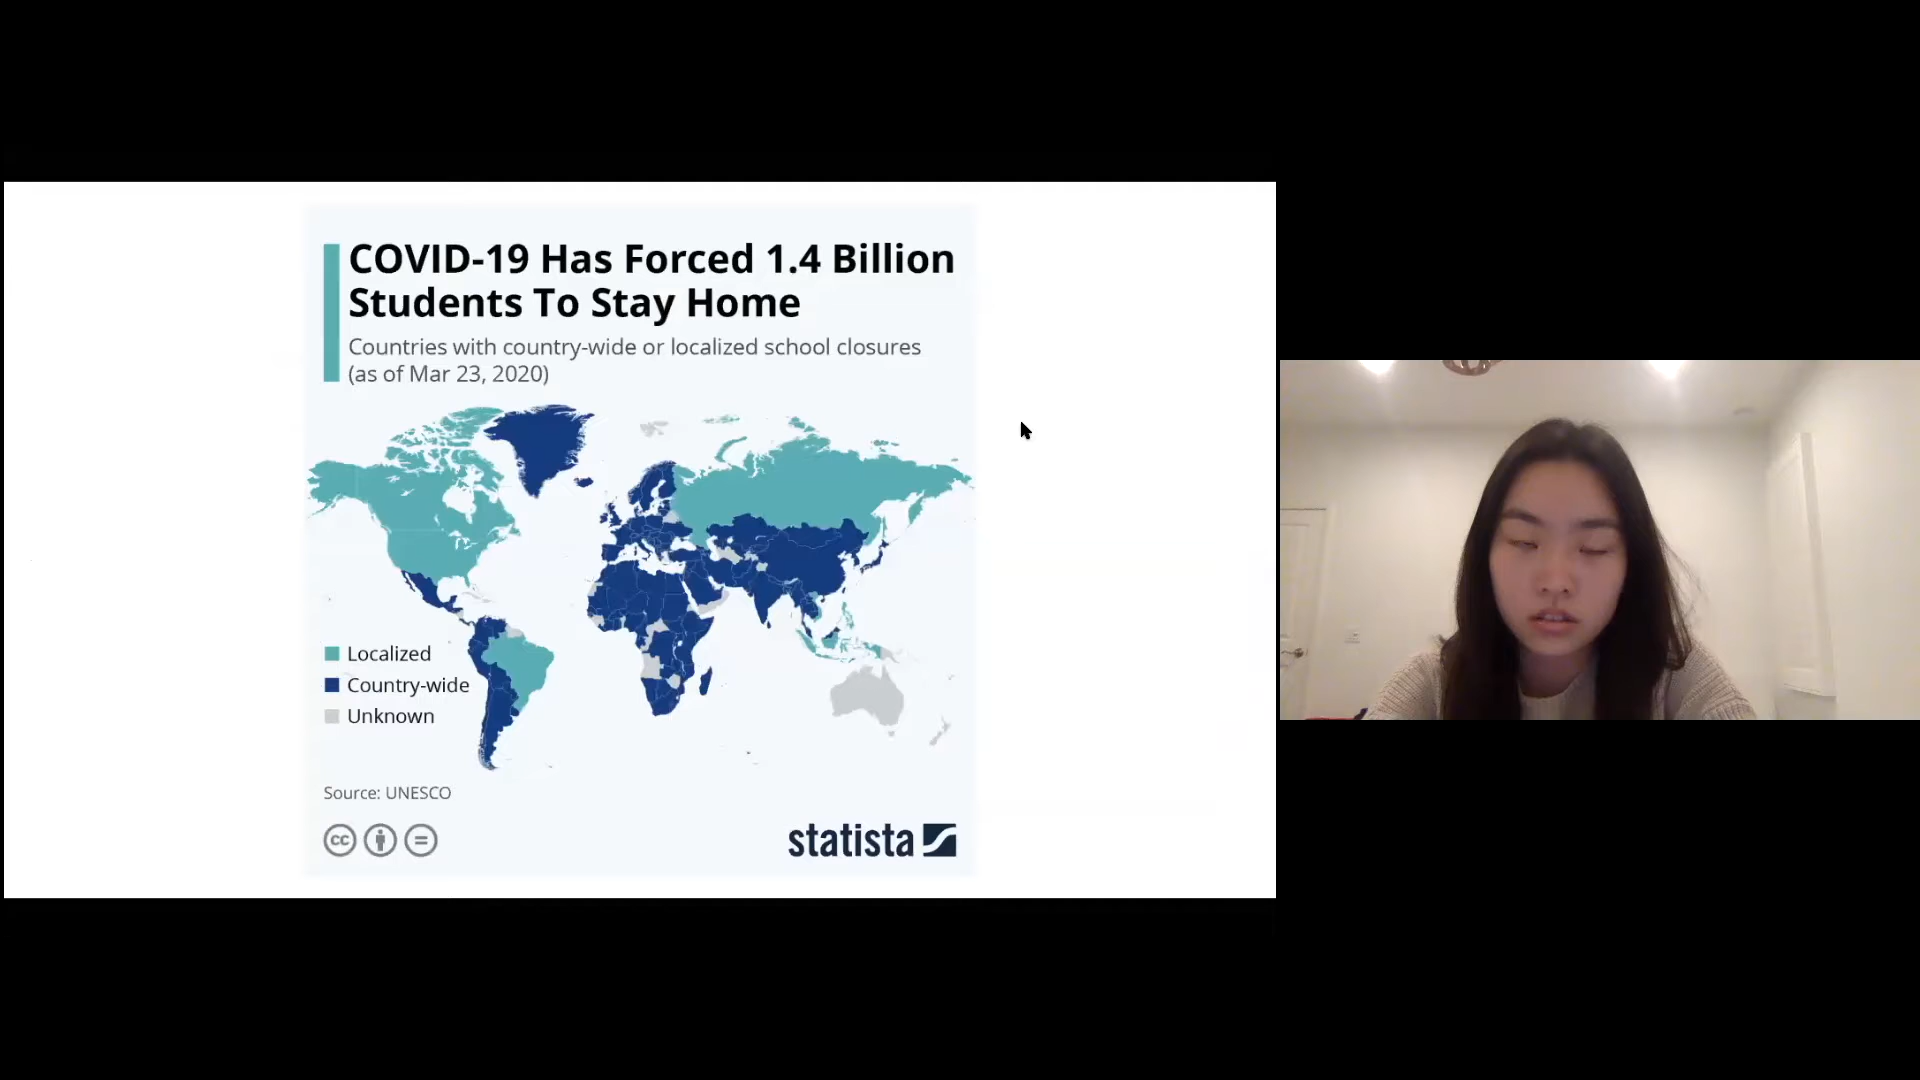 COVID-19 Has Forced 1.4 Billion
Students To Stay Home
Countries with country-wide or localized school closures
(as of Mar 23, 2020)
Localized
Country-wide
Unknown
Source: UNESCO
cc
statista